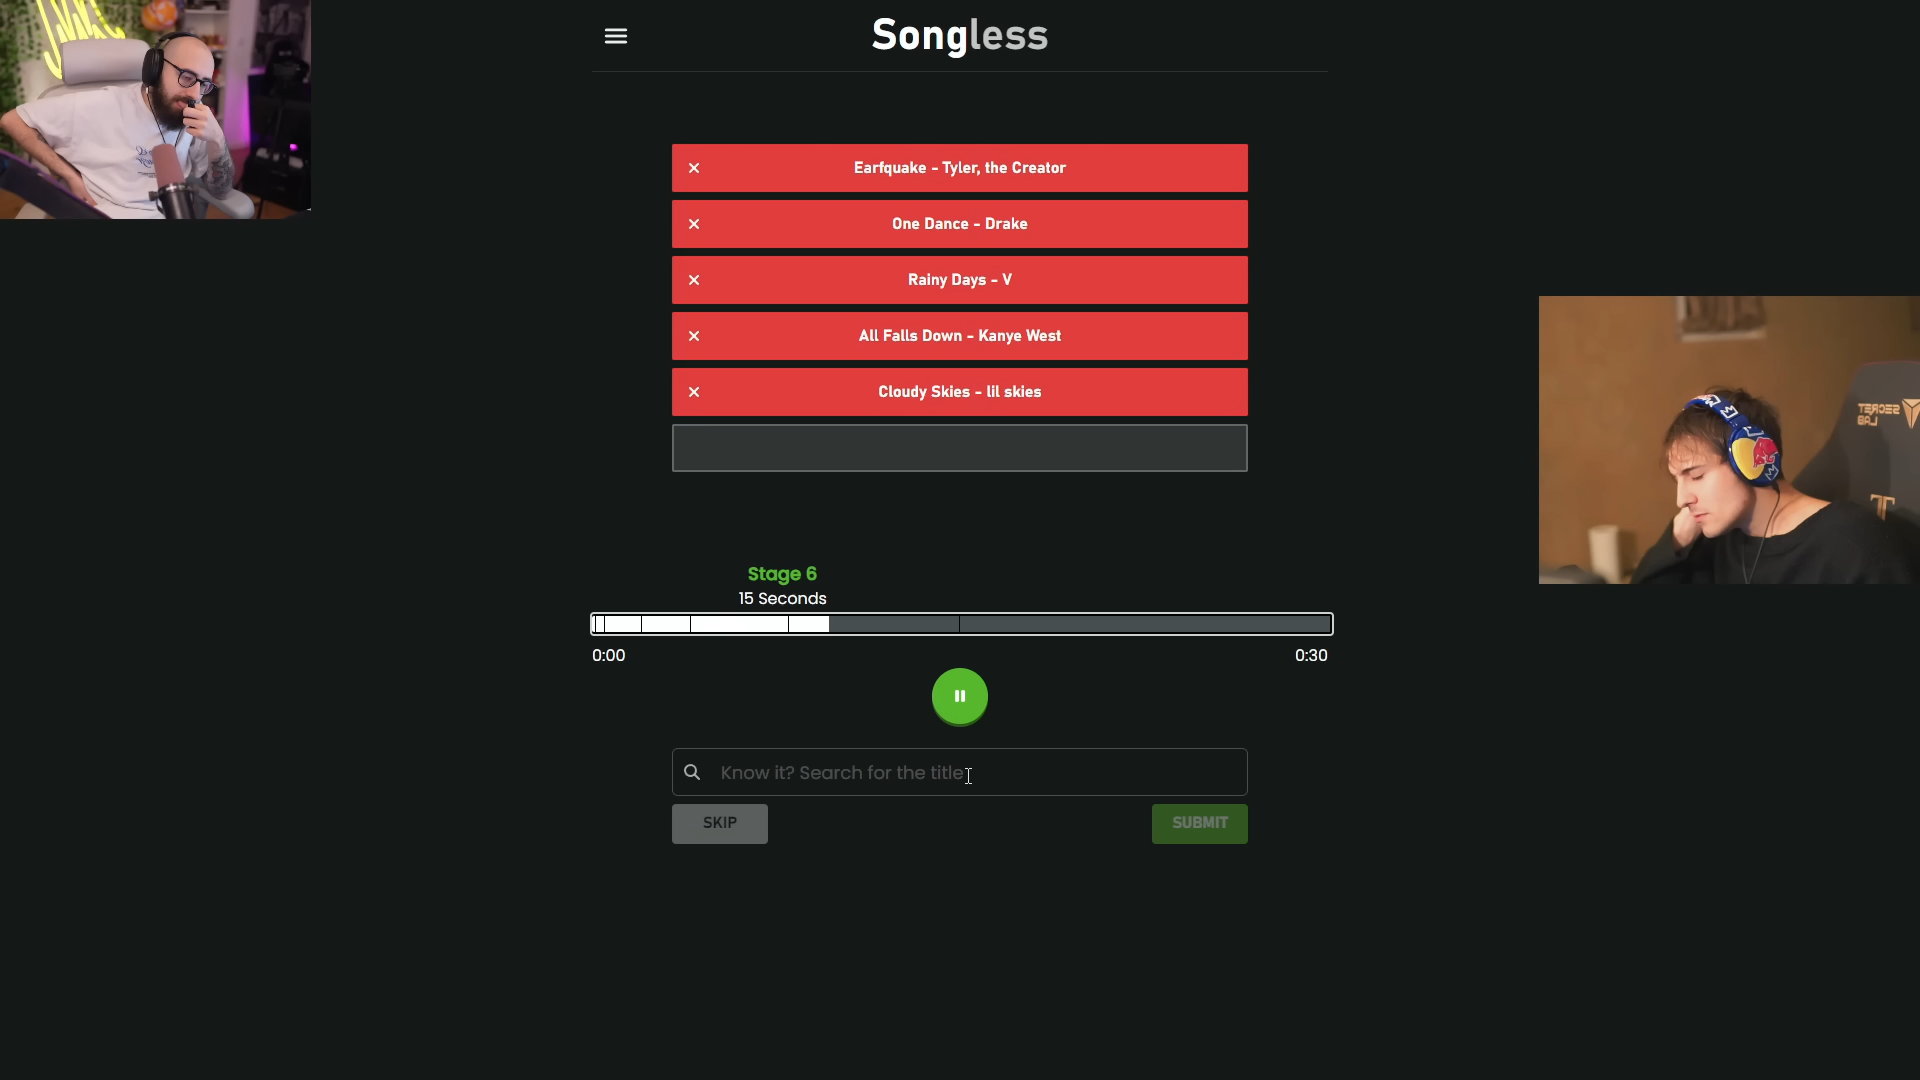 Songless
Earfquake - Tyler, the Creator
One Dance - Drake
Rainy Days - V
All Falls Down - Kanye West
Cloudy Skies - lil skies
Stage 6
15 Seconds
0:00
0:30
Know it? Search for the title
SKIP
SUBMIT